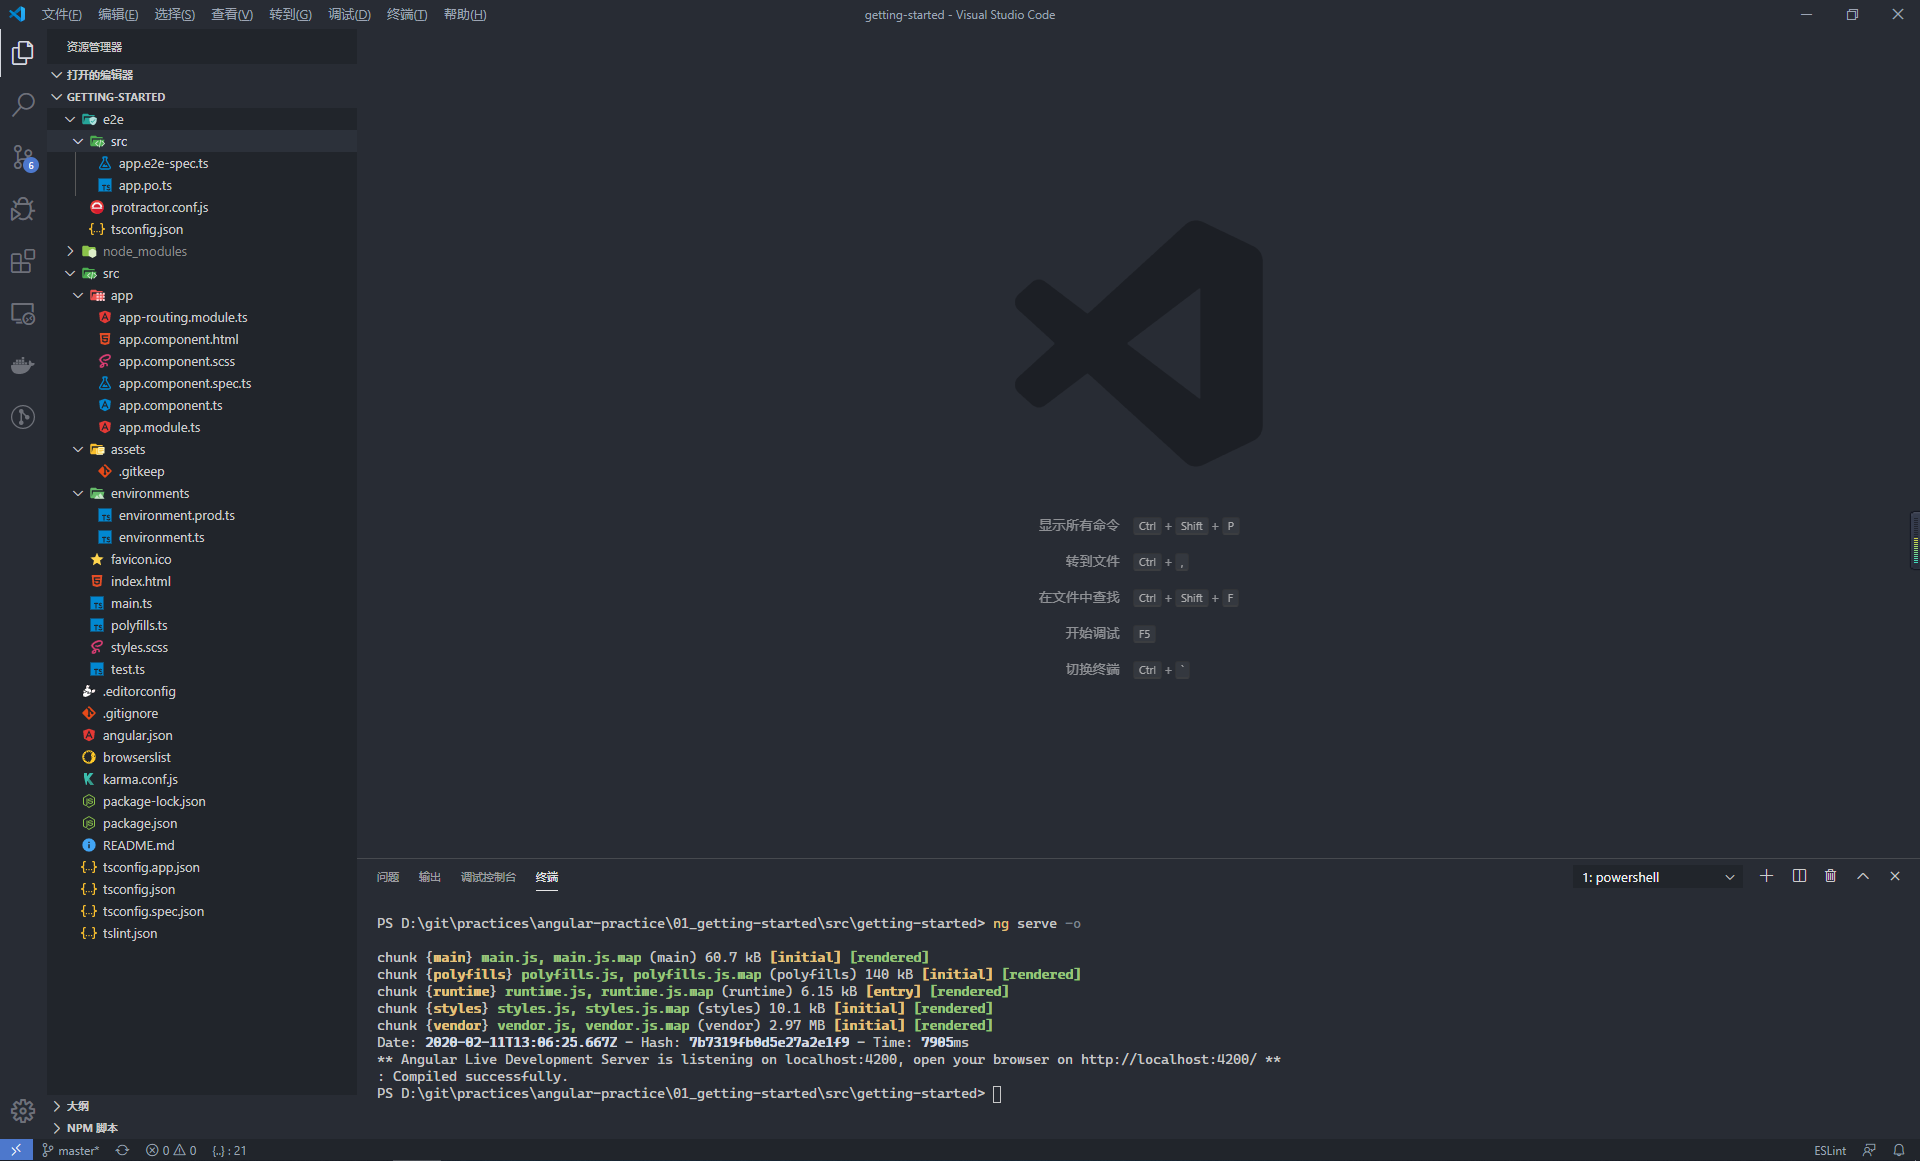 文件(F) 编辑(E) 选择(S) 查看(V) 转到(G) 调试(D) 终端(T) 帮助(H)
getting-started - Visual Studio Code
资源管理器
打开的编辑器
GETTING-STARTED
e2e
src
app.e2e-spec.ts
TS app.po.ts
protractor.conf.js
{..} tsconfig.json
node_modules
src
app
app-routing.module.ts
app.component.html
app.component.scss
app.component.spec.ts
app.component.ts
app.module.ts
assets
.gitkeep
environments
TS environment.prod.ts
TS environment.ts
favicon.ico
index.html
TS main.ts
TS polyfills.ts
styles.scss
TS test.ts
.editorconfig
.gitignore
angular.json
browserslist
karma.conf.js
package-lock.json
package.json
README.md
{..} tsconfig.app.json
{..} tsconfig.json
{..} tsconfig.spec.json
{..} tslint.json
大纲
NPM 脚本
6
显示所有命令 Ctrl + Shift + P
转到文件 Ctrl + ,
在文件中查找 Ctrl + Shift + F
开始调试 F5
切换终端 Ctrl + `
问题 输出 调试控制台 终端
1: powershell
PS D:\git\practices\angular-practice\01_getting-started\src\getting-started> ng serve -o
chunk {main} main.js, main.js.map (main) 60.7 kB [initial] [rendered]
chunk {polyfills} polyfills.js, polyfills.js.map (polyfills) 140 kB [initial] [rendered]
chunk {runtime} runtime.js, runtime.js.map (runtime) 6.15 kB [entry] [rendered]
chunk {styles} styles.js, styles.js.map (styles) 10.1 kB [initial] [rendered]
chunk {vendor} vendor.js, vendor.js.map (vendor) 2.97 MB [initial] [rendered]
Date: 2020-02-11T13:06:25.667Z - Hash: 7b7319fb0d5e27a2e1f9 - Time: 7905ms
** Angular Live Development Server is listening on localhost:4200, open your browser on http://localhost:4200/ **
: Compiled successfully.
PS D:\git\practices\angular-practice\01_getting-started\src\getting-started>
master* 0 0 {..} : 21
ESLint